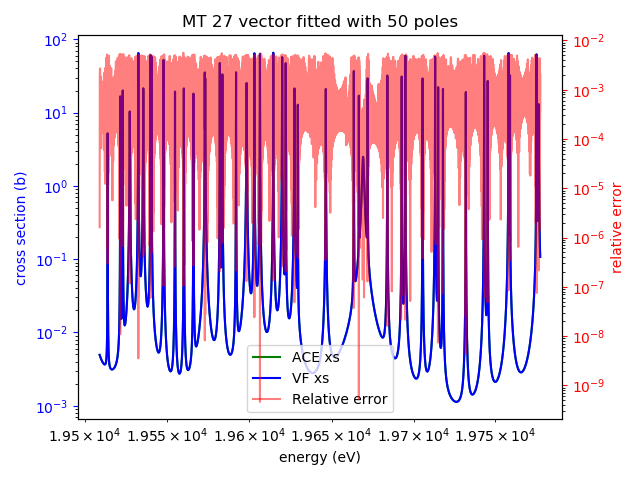 MT 27 vector fitted with 50 poles
10²
10¹
10⁰
10⁻¹
10⁻²
10⁻³
cross section (b)
10⁻²
10⁻³
10⁻⁴
10⁻⁵
10⁻⁶
10⁻⁷
10⁻⁸
10⁻⁹
relative error
ACE xs
VF xs
Relative error
1.95 × 10⁴ 1.955 × 10⁴ 1.96 × 10⁴ 1.965 × 10⁴ 1.97 × 10⁴ 1.975 × 10⁴
energy (eV)